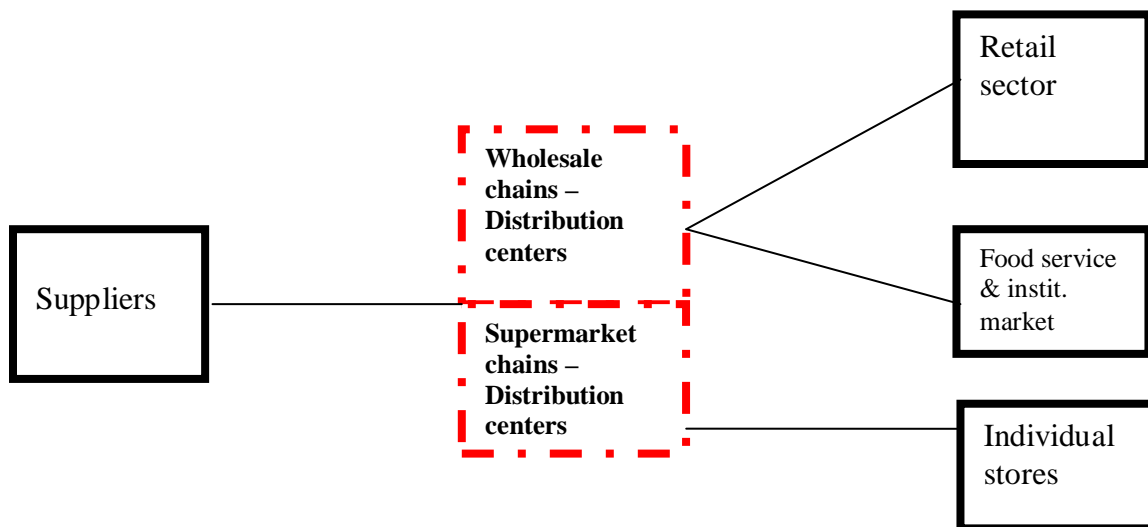 Suppliers
Wholesale
chains –
Distribution
centers
Supermarket
chains –
Distribution
centers
Retail
sector
Food service
& instit.
market
Individual
stores